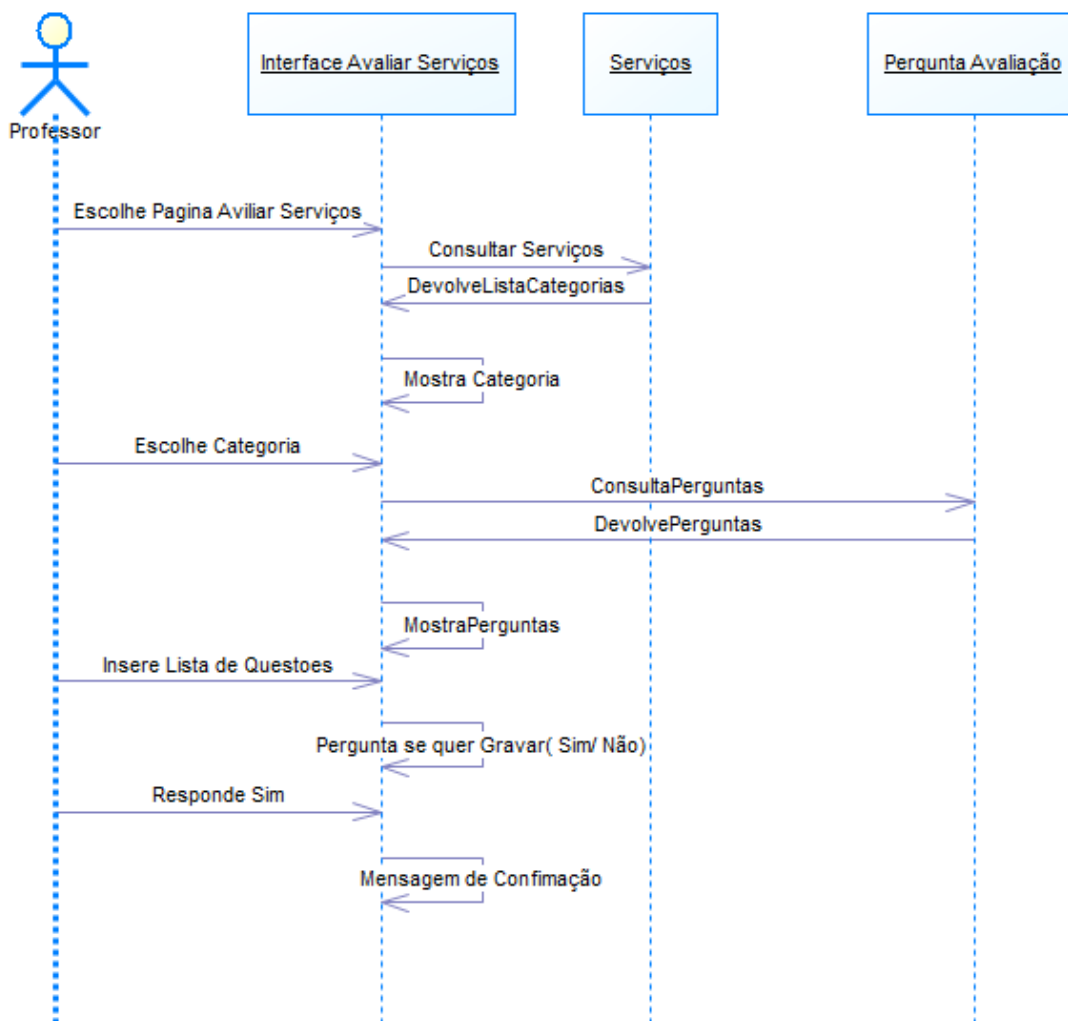 Interface Avaliar Serviços
Serviços
Pergunta Avaliação
Professor
Escolhe Pagina Aviliar Serviços
Consultar Serviços
DevolveListaCategorias
Mostra Categoria
Escolhe Categoria
ConsultaPerguntas
DevolvePerguntas
MostraPerguntas
Insere Lista de Questoes
Pergunta se quer Gravar( Sim/ Não)
Responde Sim
Mensagem de Confimação